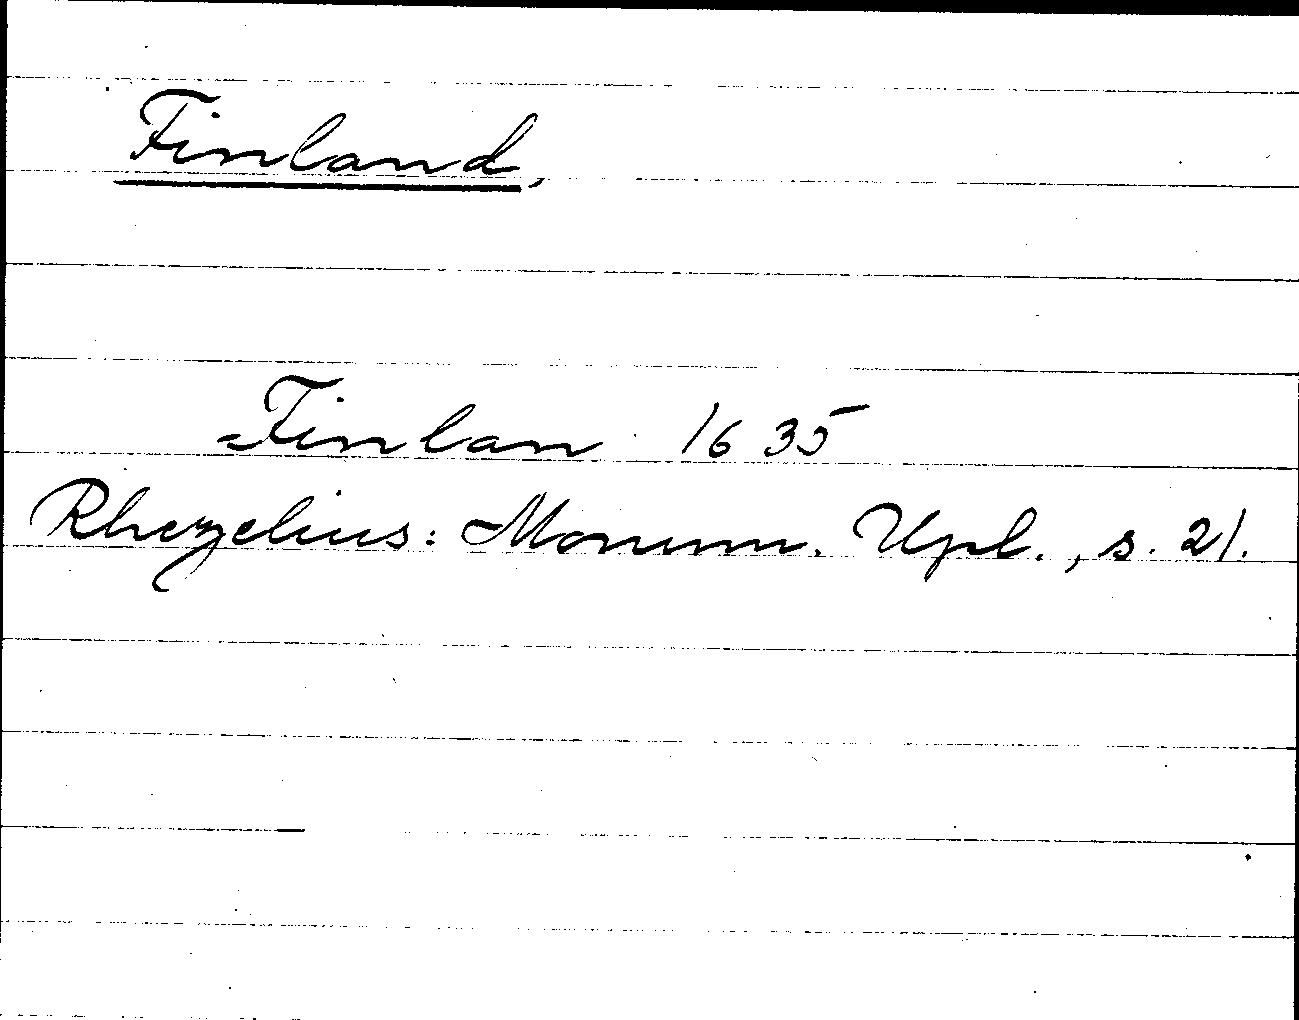 Finland,
Finlan 1635
Rhezelius: Monum. Upl., s. 21.